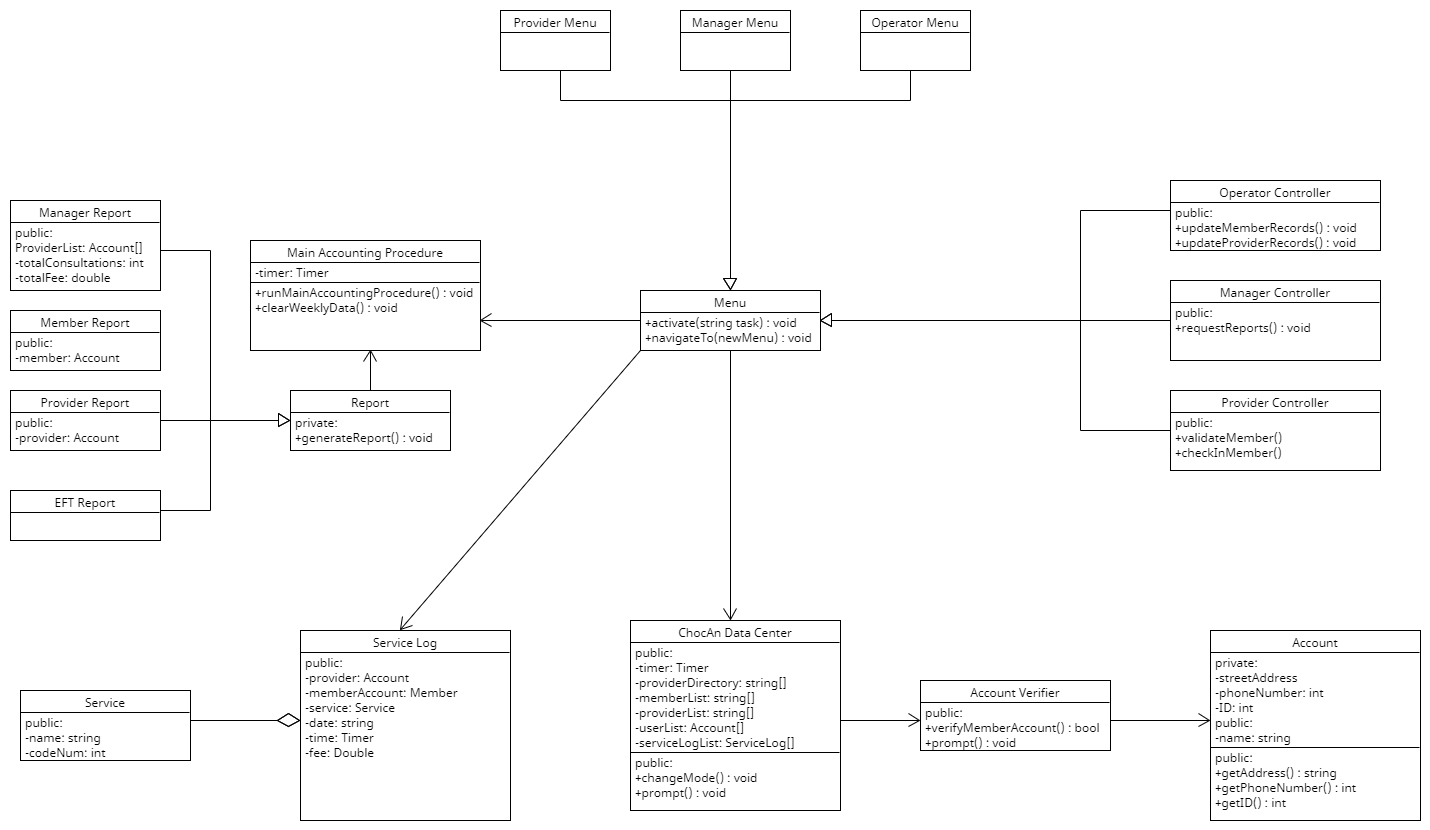 Provider Menu
Manager Menu
Operator Menu
Operator Controller
public:
+updateMemberRecords() : void
+updateProviderRecords() : void
Manager Report
public:
ProviderList: Account[]
-totalConsultations: int
-totalFee: double
Main Accounting Procedure
-timer: Timer
+runMainAccountingProcedure() : void
+clearWeeklyData() : void
Menu
+activate(string task) : void
+navigateTo(newMenu) : void
Manager Controller
public:
+requestReports() : void
Member Report
public:
-member: Account
Provider Report
public:
-provider: Account
Report
private:
+generateReport() : void
Provider Controller
public:
+validateMember()
+checkInMember()
EFT Report
Service Log
public:
-provider: Account
-memberAccount: Member
-service: Service
-date: string
-time: Timer
-fee: Double
Service
public:
-name: string
-codeNum: int
ChocAn Data Center
public:
-timer: Timer
-providerDirectory: string[]
-memberList: string[]
-providerList: string[]
-userList: Account[]
-serviceLogList: ServiceLog[]
public:
+changeMode() : void
+prompt() : void
Account Verifier
public:
+verifyMemberAccount() : bool
+prompt() : void
Account
private:
-streetAddress
-phoneNumber: int
-ID: int
public:
-name: string
public:
+getAddress() : string
+getPhoneNumber() : int
+getID() : int